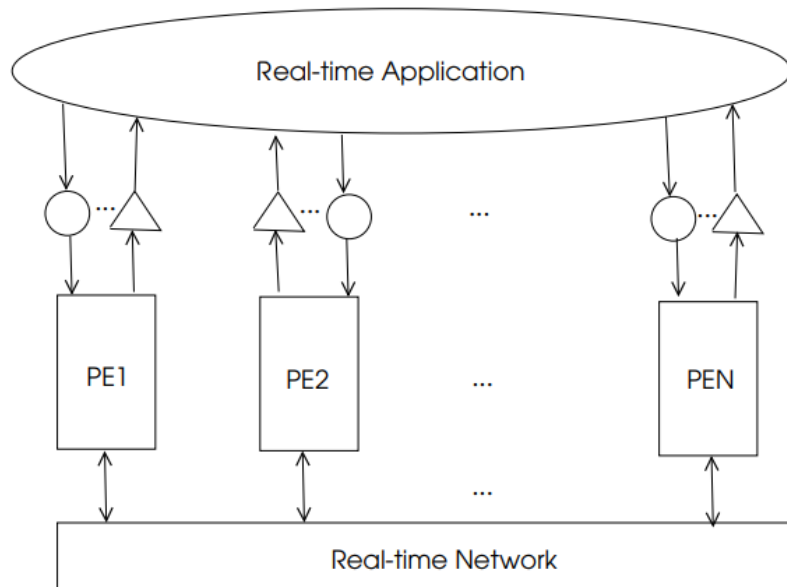 Real-time Application
... ... ... ...
PE1 PE2 ... PEN
...
Real-time Network